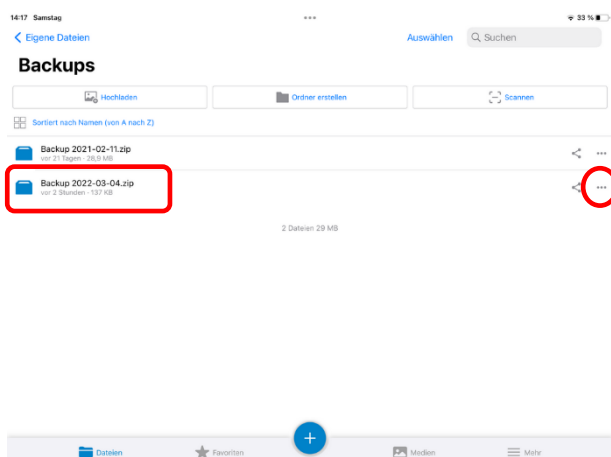 14:17 Samstag
33 %
Eigene Dateien
Auswählen
Suchen
Backups
Hochladen
Ordner erstellen
Scannen
Sortiert nach Namen (von A nach Z)
Backup 2021-02-11.zip
vor 21 Tagen - 28,9 MB
Backup 2022-03-04.zip
vor 2 Stunden - 137 KB
2 Dateien 29 MB
Dateien
Favoriten
Medien
Mehr